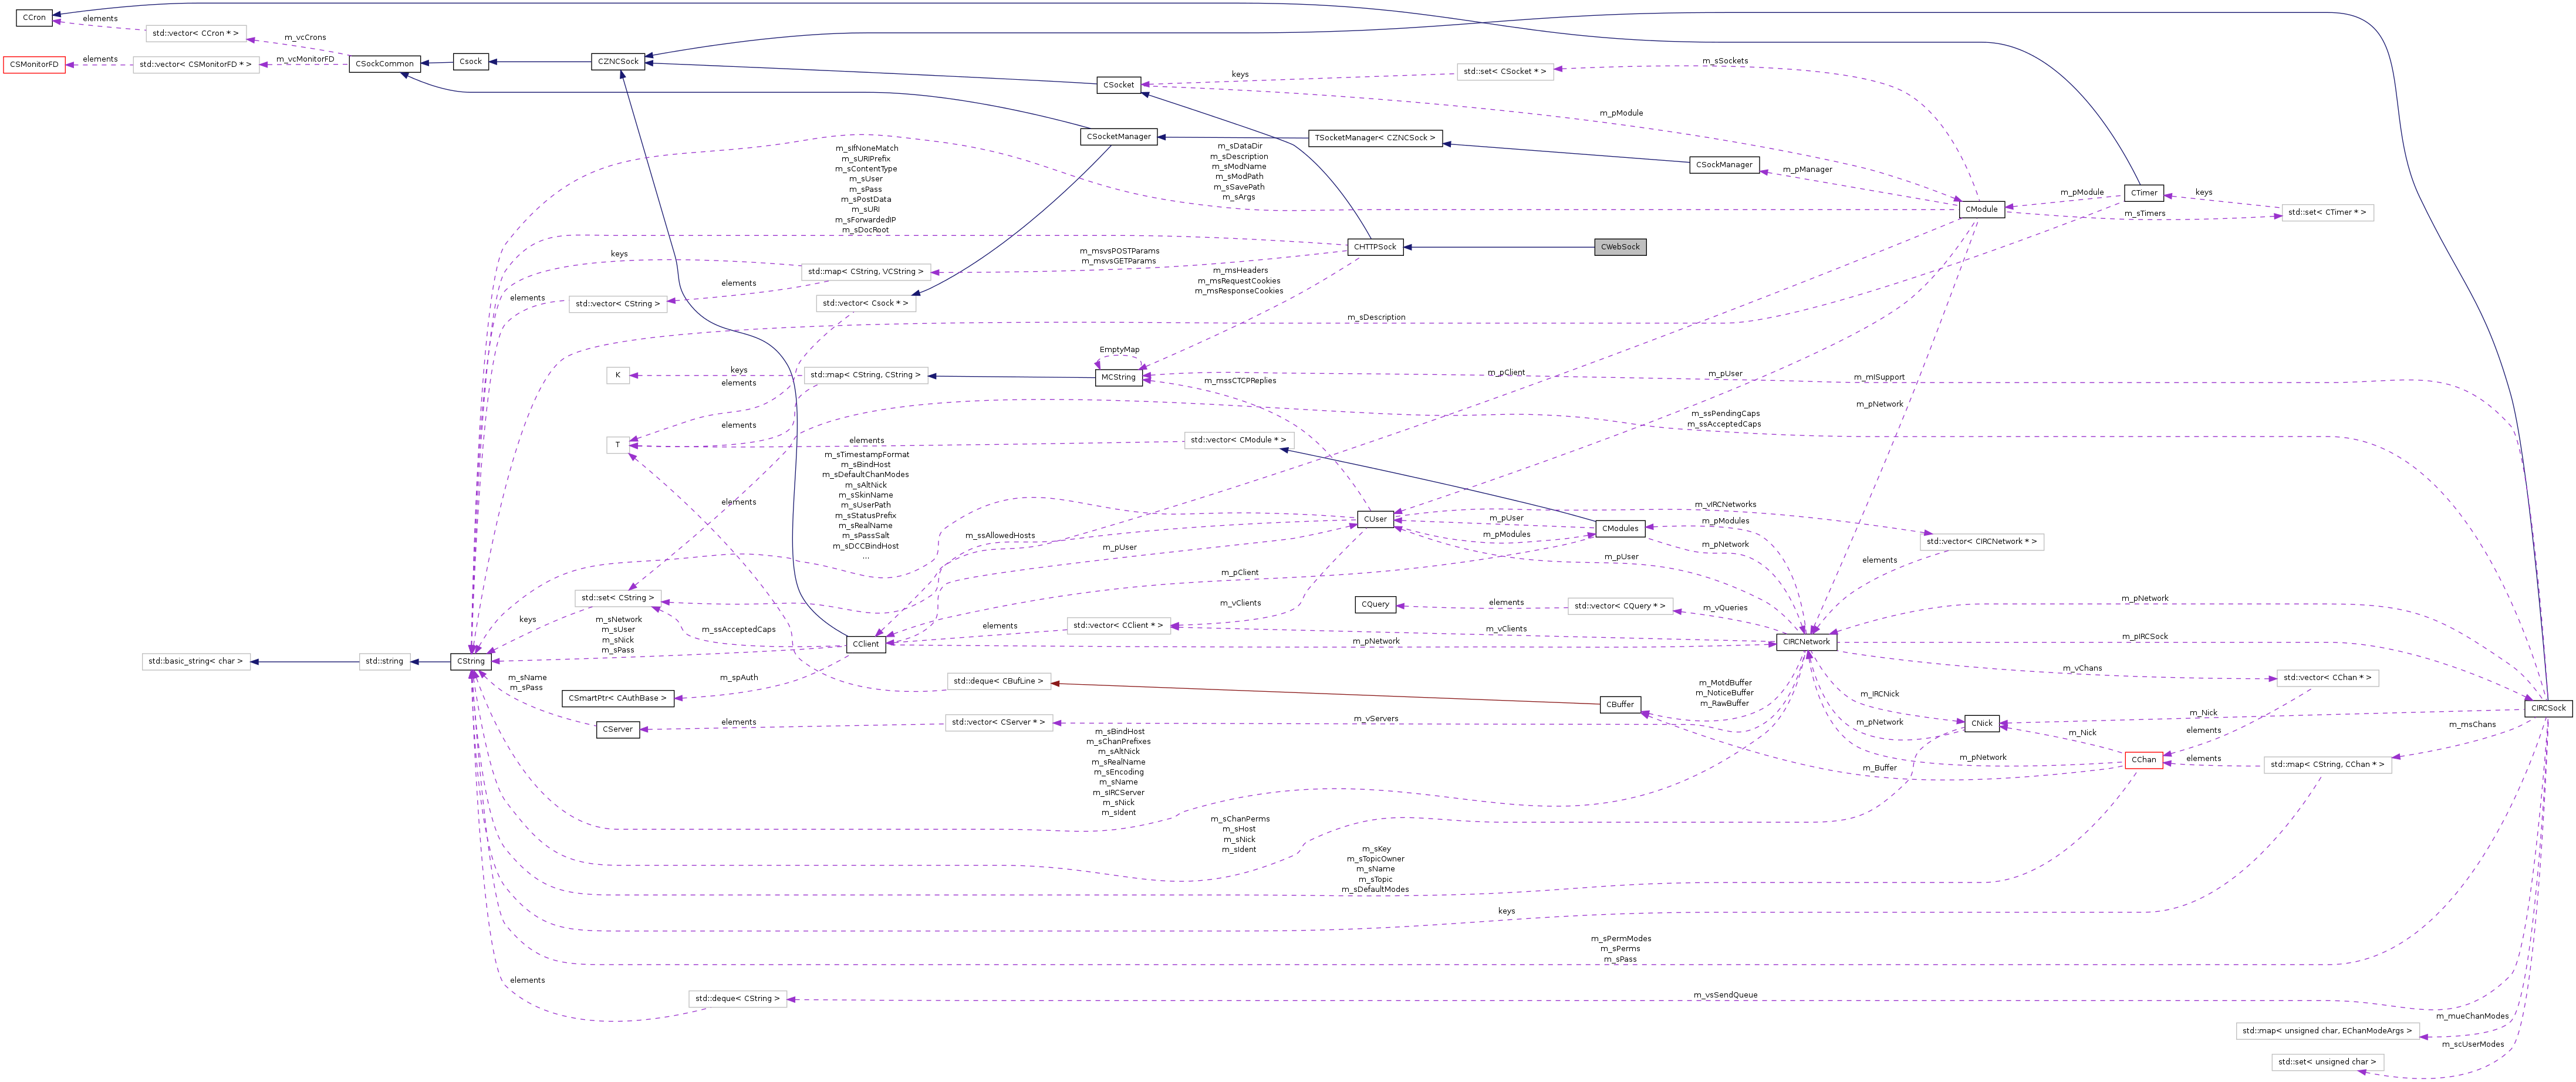 CCron
elements
std::vector< CCron * >
m_vcCrons
CSMonitorFD
elements
std::vector< CSMonitorFD * >
m_vcMonitorFD
CSockCommon
Csock
CZNCSock
CSocket
keys
std::set< CSocket * >
m_sSockets
m_pModule
CSocketManager
TSocketManager< CZNCSock >
CSockManager
m_pManager
CModule
m_pModule
m_sTimers
CTimer
keys
std::set< CTimer * >
m_sIfNoneMatch
m_sURIPrefix
m_sContentType
m_sUser
m_sPass
m_sPostData
m_sURI
m_sForwardedIP
m_sDocRoot
m_sDataDir
m_sDescription
m_sModName
m_sModPath
m_sSavePath
m_sArgs
CHTTPSock
CWebSock
m_msvsPOSTParams
m_msvsGETParams
keys
std::map< CString, VCString >
elements
m_msHeaders
m_msRequestCookies
m_msResponseCookies
elements
std::vector< CString >
std::vector< Csock * >
m_sDescription
EmptyMap
K
keys
std::map< CString, CString >
MCString
elements
m_mssCTCPReplies
m_pClient
m_pUser
m_mISupport
m_pNetwork
m_ssPendingCaps
m_ssAcceptedCaps
elements
T
elements
std::vector< CModule * >
m_sTimestampFormat
m_sBindHost
m_sDefaultChanModes
m_sAltNick
m_sSkinName
m_sUserPath
m_sStatusPrefix
m_sRealName
m_sPassSalt
m_sDCCBindHost
...
elements
m_ssAllowedHosts
m_pUser
CUser
m_vIRCNetworks
m_pUser
m_pModules
CModules
m_pModules
m_pNetwork
m_pUser
std::vector< CIRCNetwork * >
elements
m_pClient
std::set< CString >
keys
m_sNetwork
m_sUser
m_sNick
m_sPass
m_ssAcceptedCaps
CClient
m_vClients
elements
std::vector< CClient * >
m_vClients
m_pNetwork
CQuery
elements
std::vector< CQuery * >
m_vQueries
CIRCNetwork
m_pNetwork
m_pIRCSock
std::basic_string< char >
std::string
CString
m_sName
m_sPass
m_spAuth
CSmartPtr< CAuthBase >
std::deque< CBufLine >
CBuffer
m_MotdBuffer
m_NoticeBuffer
m_RawBuffer
m_vChans
std::vector< CChan * >
m_IRCNick
m_pNetwork
CNick
m_Nick
CIRCSock
CServer
elements
std::vector< CServer * >
m_vServers
m_Nick
elements
m_msChans
m_pNetwork
CChan
elements
std::map< CString, CChan * >
m_Buffer
m_sBindHost
m_sChanPrefixes
m_sAltNick
m_sRealName
m_sEncoding
m_sName
m_sIRCServer
m_sNick
m_sIdent
m_sChanPerms
m_sHost
m_sNick
m_sIdent
m_sKey
m_sTopicOwner
m_sName
m_sTopic
m_sDefaultModes
keys
m_sPermModes
m_sPerms
m_sPass
elements
std::deque< CString >
m_vsSendQueue
m_mueChanModes
std::map< unsigned char, EChanModeArgs >
m_scUserModes
std::set< unsigned char >